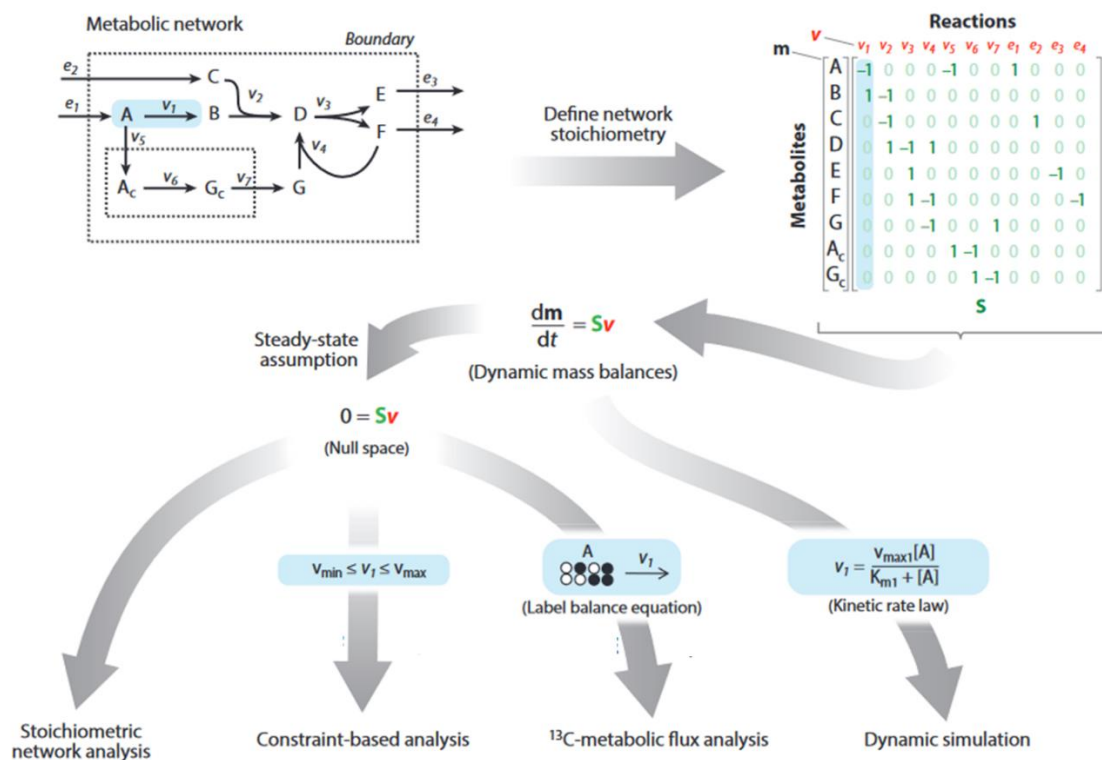 Metabolic network
Boundary
e2
C
v2
e1
A
v1
B
D
v3
E
e3
F
e4
v5
v4
Ac
v6
Gc
v7
G
Define network
stoichiometry
Reactions
v
v1 v2 v3 v4 v5 v6 v7 e1 e2 e3 e4
m
Metabolites
A –1 0 0 0 –1 0 0 1 0 0 0
B 1 –1 0 0 0 0 0 0 0 0 0
C 0 –1 0 0 0 0 0 0 1 0 0
D 0 1 –1 1 0 0 0 0 0 0 0
E 0 0 1 0 0 0 0 0 0 –1 0
F 0 0 1 –1 0 0 0 0 0 0 –1
G 0 0 0 –1 0 0 1 0 0 0 0
Ac 0 0 0 0 1 –1 0 0 0 0 0
Gc 0 0 0 0 0 1 –1 0 0 0 0
S
Steady-state
assumption
dm/dt = Sv
(Dynamic mass balances)
0 = Sv
(Null space)
vmin ≤ v1 ≤ vmax
A
v1
(Label balance equation)
v1 = vmax1[A] / Km1 + [A]
(Kinetic rate law)
Stoichiometric
network analysis
Constraint-based analysis
13C-metabolic flux analysis
Dynamic simulation